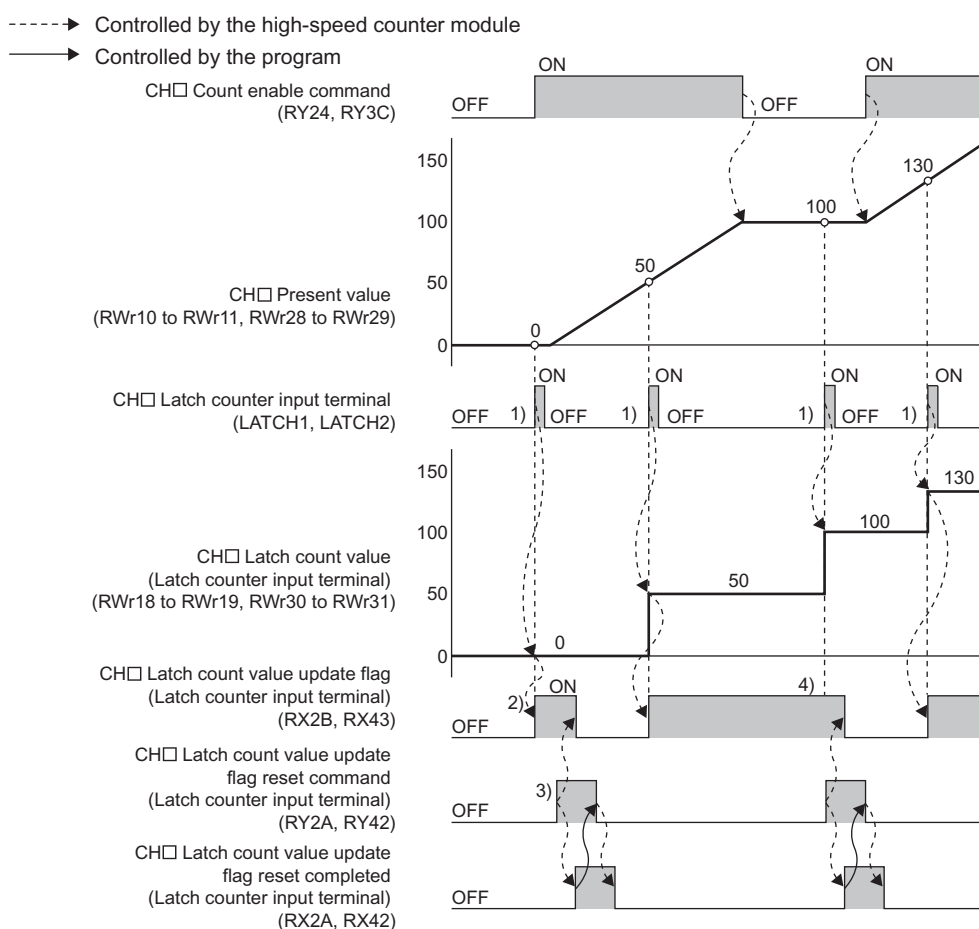 Controlled by the high-speed counter module
Controlled by the program
CH□ Count enable command
(RY24, RY3C)
OFF
ON
OFF
ON
150
100
50
0
CH□ Present value
(RWr10 to RWr11, RWr28 to RWr29)
0
50
100
130
CH□ Latch counter input terminal
(LATCH1, LATCH2)
OFF
1)
ON
OFF
1)
ON
OFF
1)
ON
OFF
1)
ON
150
100
50
0
CH□ Latch count value
(Latch counter input terminal)
(RWr18 to RWr19, RWr30 to RWr31)
0
50
100
130
CH□ Latch count value update flag
(Latch counter input terminal)
(RX2B, RX43)
OFF
2)
ON
4)
CH□ Latch count value update
flag reset command
(Latch counter input terminal)
(RY2A, RY42)
OFF
3)
CH□ Latch count value update
flag reset completed
(Latch counter input terminal)
(RX2A, RX42)
OFF